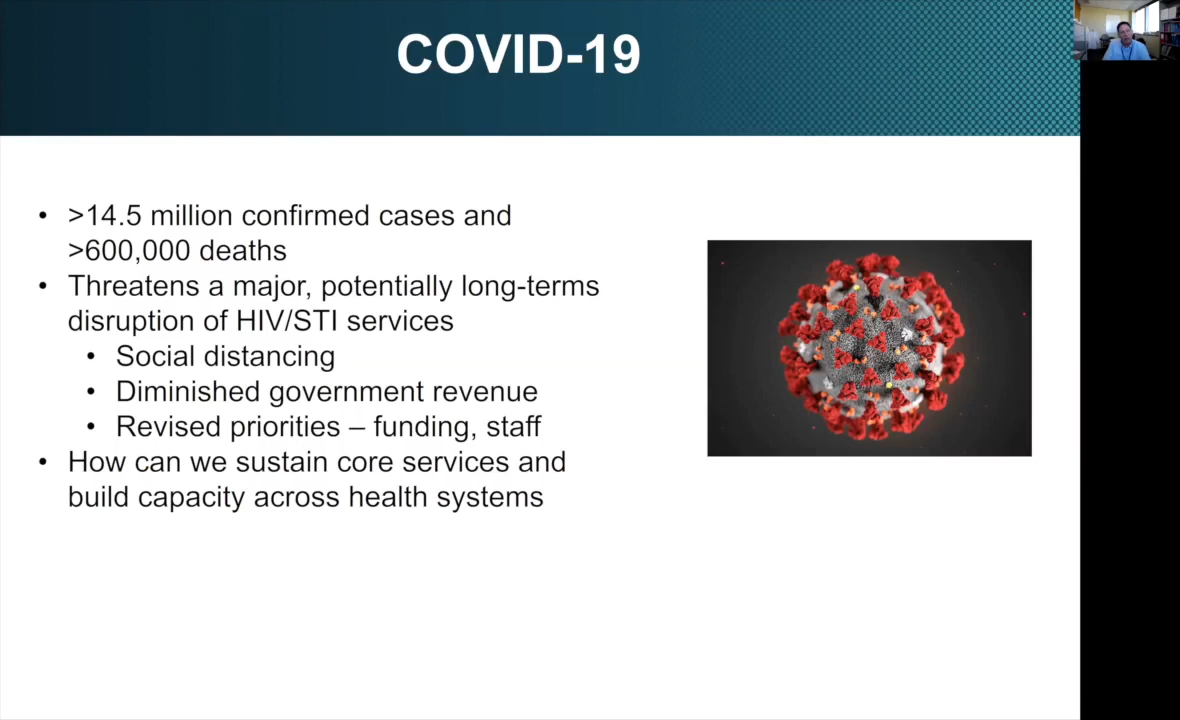 COVID-19
• >14.5 million confirmed cases and
>600,000 deaths
• Threatens a major, potentially long-terms
disruption of HIV/STI services
• Social distancing
• Diminished government revenue
• Revised priorities – funding, staff
• How can we sustain core services and
build capacity across health systems